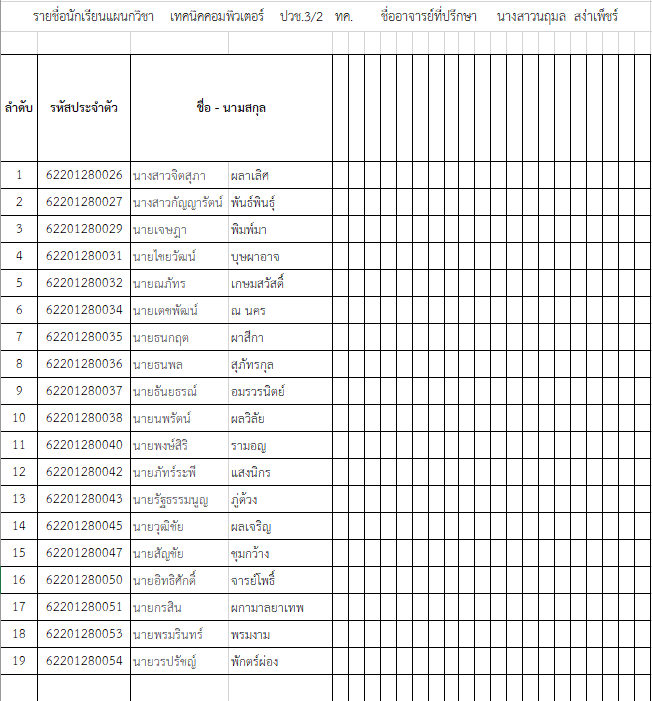 รายชื่อนักเรียนแผนกวิชา เทคนิคคอมพิวเตอร์ ปวช.3/2 ทค. ชื่ออาจารย์ที่ปรึกษา นางสาวนฤมล สง่าเพ็ชร์
ลำดับ รหัสประจำตัว ชื่อ - นามสกุล
1 62201280026 นางสาวจิตสุภา ผลาเลิศ
2 62201280027 นางสาวกัญญารัตน์ พันธ์พันธุ์
3 62201280029 นายเจษฎา พิมพ์มา
4 62201280031 นายไชยวัฒน์ บุษผาอาจ
5 62201280032 นายณภัทร เกษมสวัสดิ์
6 62201280034 นายเตชพัฒน์ ณ นคร
7 62201280035 นายธนกฤต ผาสีกา
8 62201280036 นายธนพล สุภัทรกุล
9 62201280037 นายธันยธรณ์ อมรวรนิตย์
10 62201280038 นายนพรัตน์ ผลวิลัย
11 62201280040 นายพงษ์สิริ รามอญ
12 62201280042 นายภัทร์ระพี แสงนิกร
13 62201280043 นายรัฐธรรมนูญ ภู่ด้วง
14 62201280045 นายวุฒิชัย ผลเจริญ
15 62201280047 นายสัญชัย ชุมกว้าง
16 62201280050 นายอิทธิศักดิ์ จารย์โพธิ์
17 62201280051 นายกรสิน ผกามาลยาเทพ
18 62201280053 นายพรมรินทร์ พรมงาม
19 62201280054 นายวรปรัชญ์ พักตร์ผ่อง